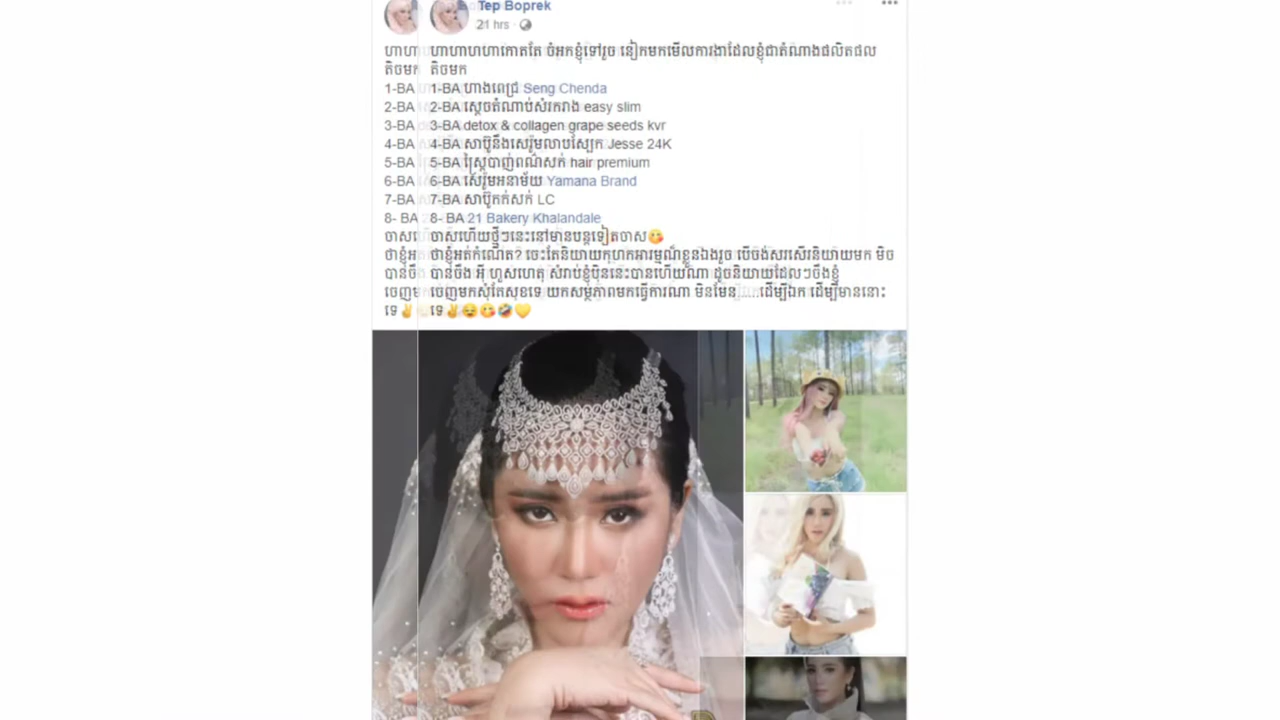 Tep Boprek
21 hrs
ហាហាហហាកោតតែ ចំអកខ្ញុំទៅរួច នៀកមកមើលការងាដែលខ្ញុំជាតំណាងផលិតផល
តិចមក
1-BA ហាងពេជ្រ Seng Chenda
2-BA ស្តេចតំណាប់សំរករាង easy slim
3-BA detox & collagen grape seeds kvr
4-BA សាប៊ូនឹងសេរ៉ូមលាបស្បែក Jesse 24K
5-BA ស្ព្រៃបាញ់ពណ៌សក់ hair premium
6-BA សេរ៉ូមអនាម័យ Yamana Brand
7-BA សាប៊ូកក់សក់ LC
8- BA 21 Bakery Khalandale
ចាសហើយថ្មីៗនេះនៅមានបន្តទៀតចាស😋
ថាខ្ញុំអត់កំណើត? ចេះតែនិយាយកុហកអារម្មណ៏ខ្លួនឯងរួច បើចង់សរសើរនិយាយមក មិច
បាន់ចឹង អ៊ី ហួសហេតុ សំរាប់ខ្ញុំប៉ុននេះបានហើយណា ដូចនិយាយដែលៗចឹងខ្ញុំ
ចេញមកសុំតែសុខទេ យកសម្ថភាពមកធ្វើការណា មិនមែន ....ដើម្បីឯក ដើម្បីមាននោះ
ទេ✌😪😋🤣💛